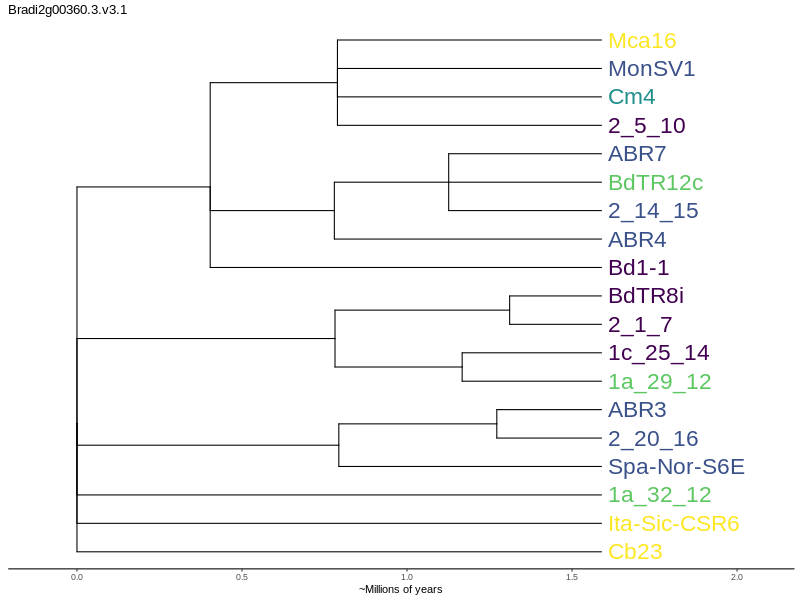 Bradi2g00360.3.v3.1
Mca16
MonSV1
Cm4
2_5_10
ABR7
BdTR12c
2_14_15
ABR4
Bd1-1
BdTR8i
2_1_7
1c_25_14
1a_29_12
ABR3
2_20_16
Spa-Nor-S6E
1a_32_12
Ita-Sic-CSR6
Cb23
0.0 0.5 1.0 1.5 2.0
~Millions of years